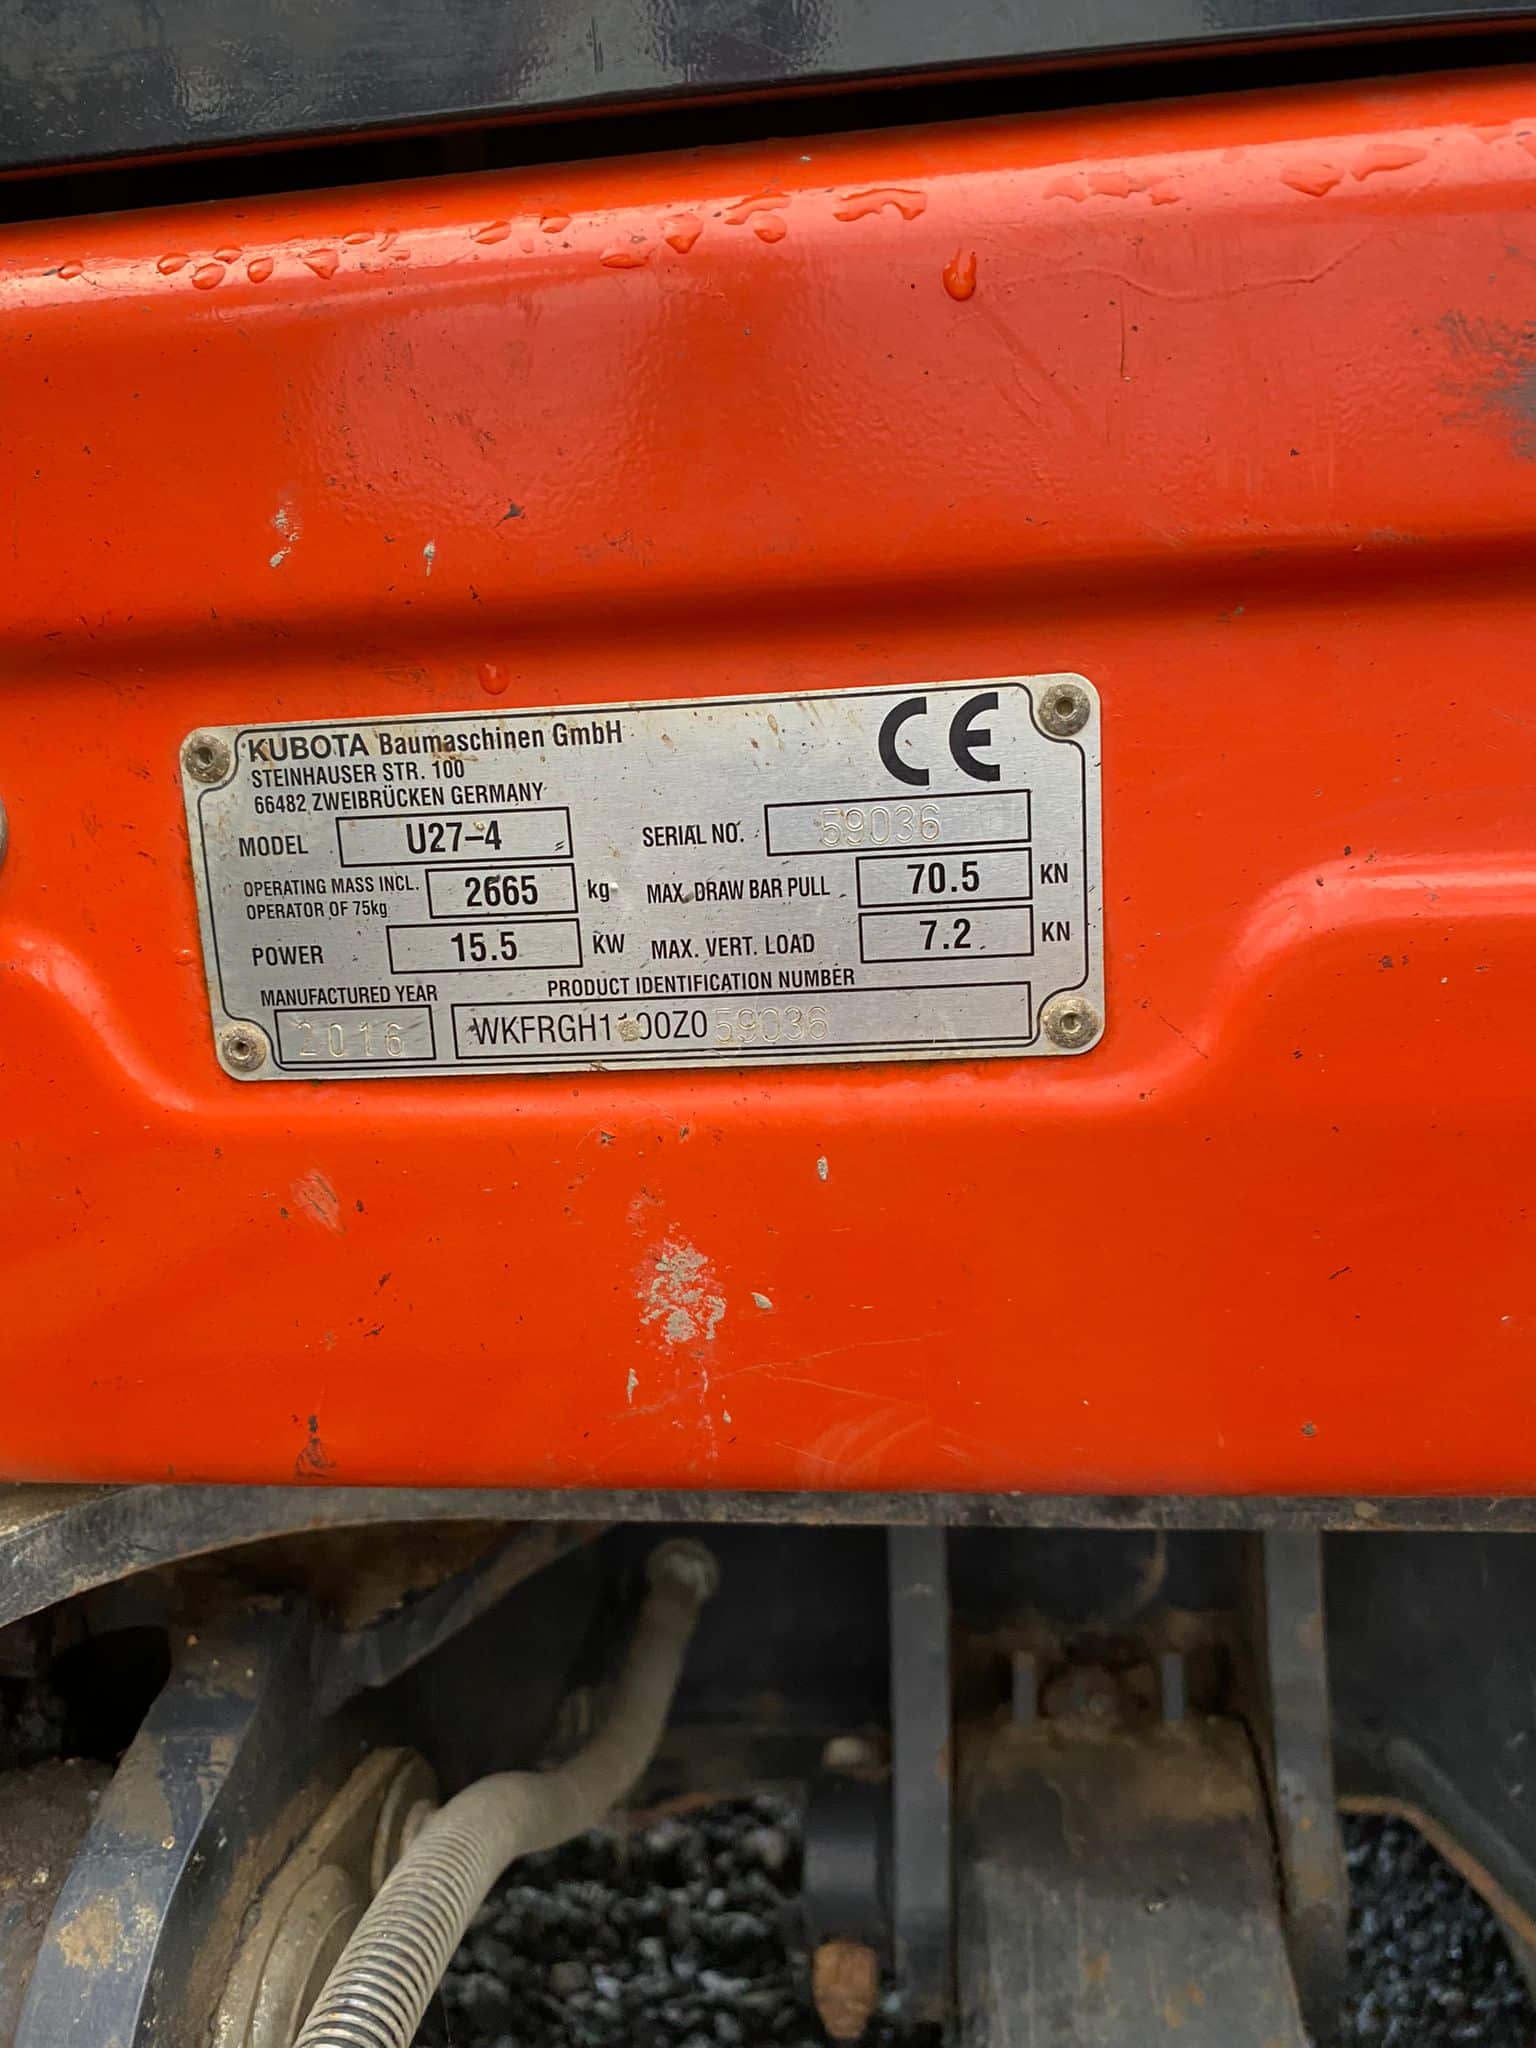 KUBOTA Baumaschinen GmbH
STEINHAUSER STR. 100
66482 ZWEIBRÜCKEN GERMANY
CE
MODEL U27-4
SERIAL NO. 59036
OPERATING MASS INCL.
OPERATOR OF 75kg 2665 kg
MAX. DRAW BAR PULL 70.5 KN
POWER 15.5 KW
MAX. VERT. LOAD 7.2 KN
MANUFACTURED YEAR
2016
PRODUCT IDENTIFICATION NUMBER